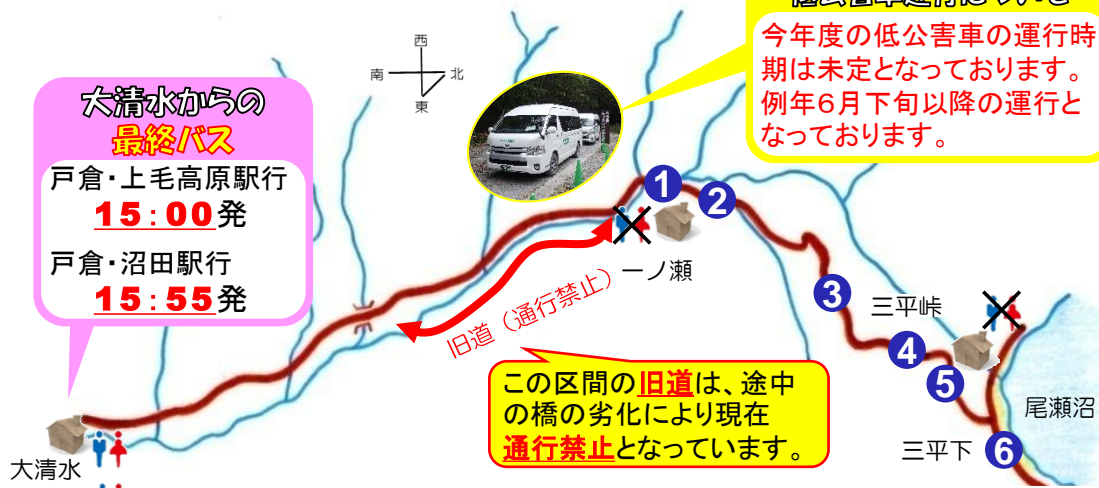 今年度の低公害車の運行時
期は未定となっております。
例年6月下旬以降の運行と
なっております。
西
南
北
東
大清水からの
最終バス
戸倉・上毛高原駅行
15:00発
戸倉・沼田駅行
15:55発
1
2
一ノ瀬
旧道(通行禁止)
3
三平峠
4
5
この区間の旧道は、途中
の橋の劣化により現在
通行禁止となっています。
尾瀬沼
三平下
6
大清水